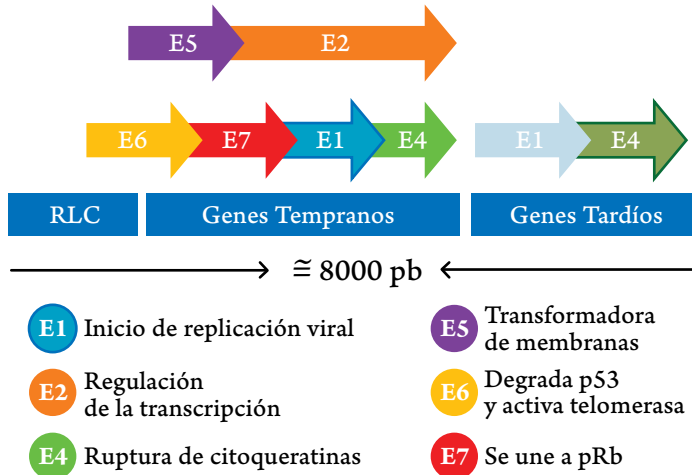 E5 E2
E6 E7 E1 E4 E1 E4
RLC Genes Tempranos Genes Tardíos
≅ 8000 pb
E1 Inicio de replicación viral
E2 Regulación
de la transcripción
E4 Ruptura de citoqueratinas
E5 Transformadora
de membranas
E6 Degrada p53
y activa telomerasa
E7 Se une a pRb